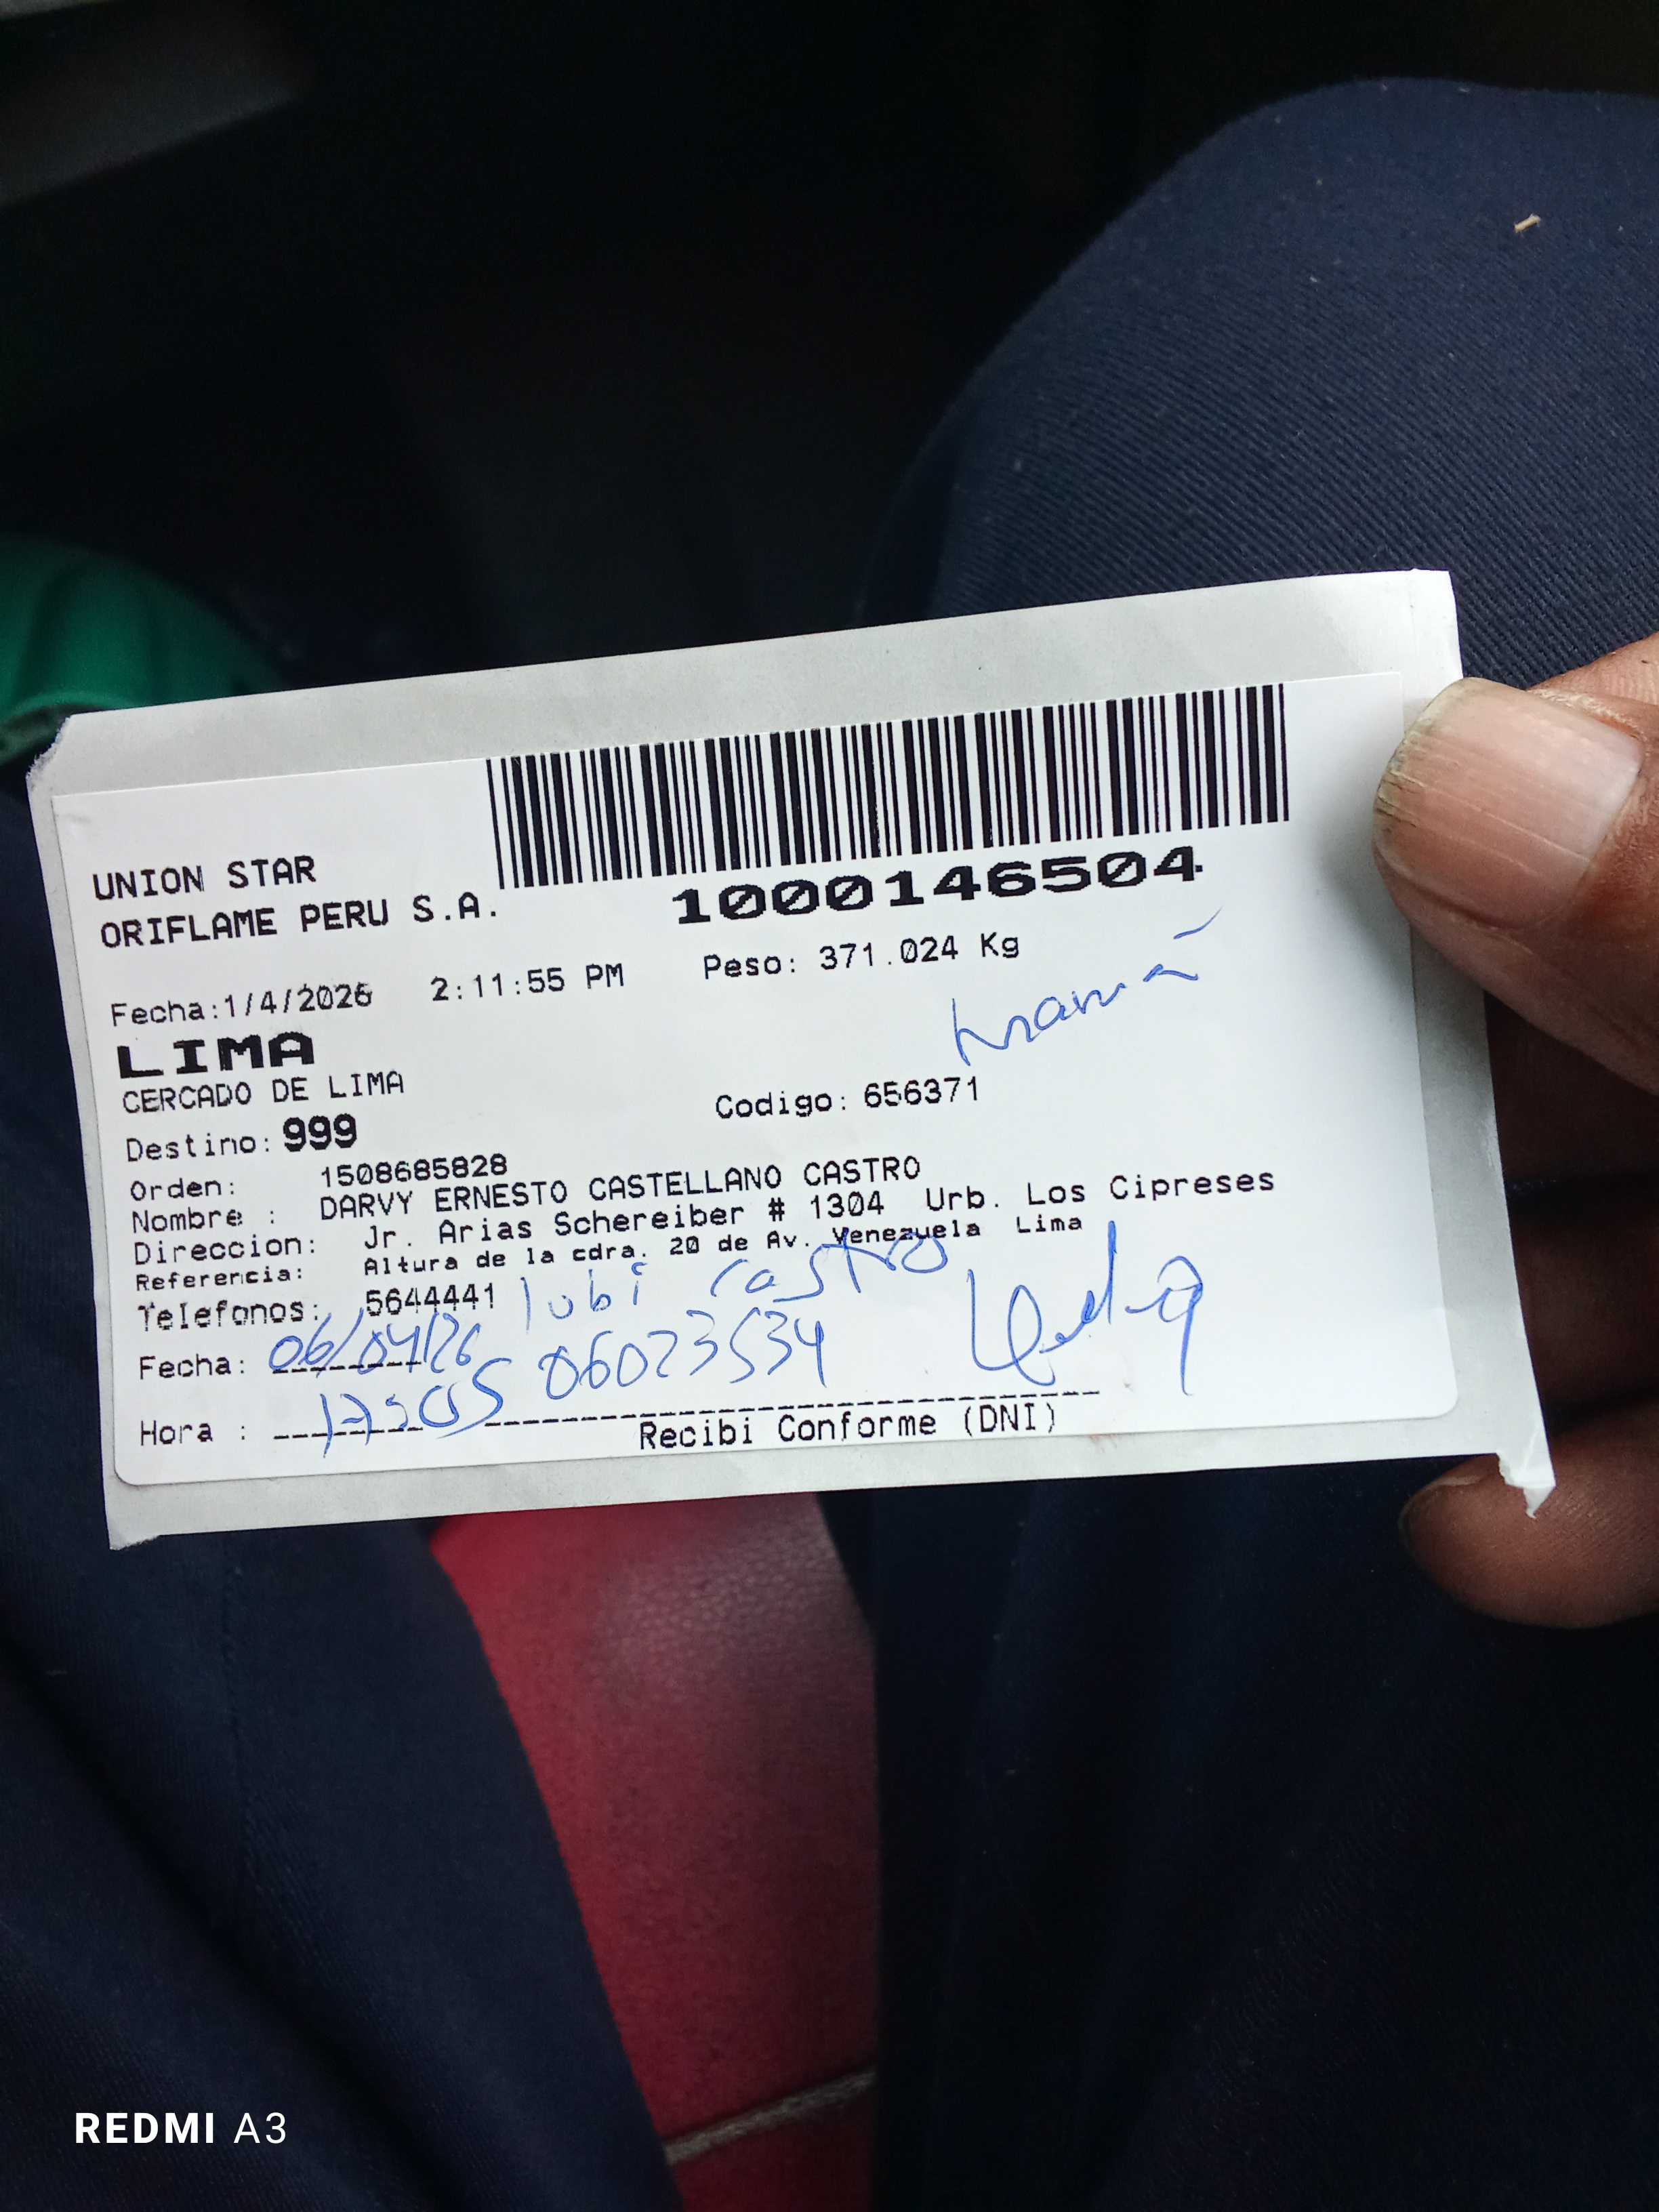 UNION STAR
ORIFLAME PERU S.A.
1000146504
Fecha:1/4/2026 2:11:55 PM Peso: 371.024 Kg
mamá
LIMA
CERCADO DE LIMA
Destino: 999 Codigo: 656371
Orden: 1508685828
Nombre : DARVY ERNESTO CASTELLANO CASTRO
Direccion: Jr. Arias Schereiber # 1304 Urb. Los Cipreses
Referencia: Altura de la cdra. 20 de Av. Venezuela Lima
Telefonos: 5644441 lubi castro
Fecha: 06/04/26 06023534
Hora :
Recibi Conforme (DNI)
REDMI A3